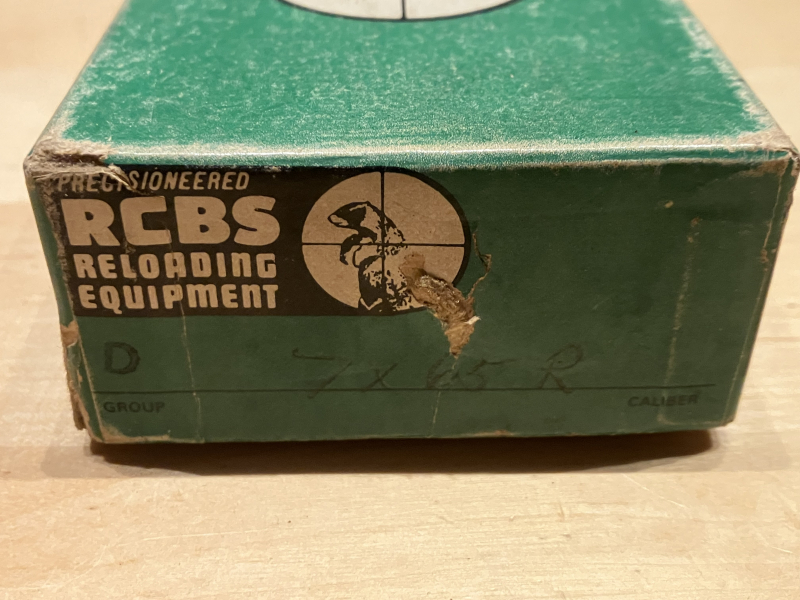 PRECISIONEERED
RCBS
RELOADING
EQUIPMENT
D 7 x 65 R
GROUP CALIBER